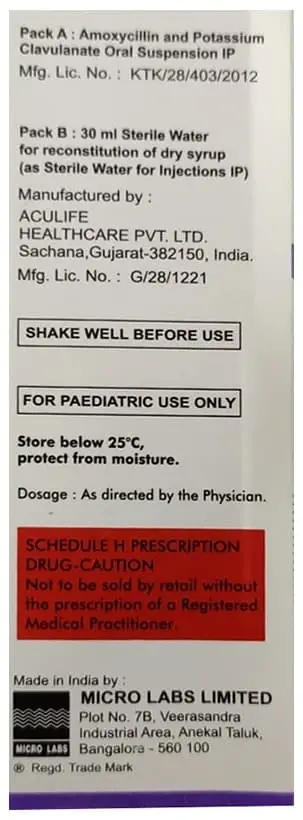 Pack A : Amoxycillin and Potassium
Clavulanate Oral Suspension IP
Mfg. Lic. No. : KTK/28/403/2012
Pack B : 30 ml Sterile Water
for reconstitution of dry syrup
(as Sterile Water for Injections IP)
Manufactured by :
ACULIFE
HEALTHCARE PVT. LTD.
Sachana,Gujarat-382150, India.
Mfg. Lic. No. : G/28/1221
SHAKE WELL BEFORE USE
FOR PAEDIATRIC USE ONLY
Store below 25°C,
protect from moisture.
Dosage : As directed by the Physician.
SCHEDULE H PRESCRIPTION
DRUG-CAUTION
Not to be sold by retail without
the prescription of a Registered
Medical Practitioner.
Made in India by :
MICRO LABS LIMITED
Plot No. 7B, Veerasandra
Industrial Area, Anekal Taluk,
Bangalore - 560 100
MICRO LABS
® Regd. Trade Mark